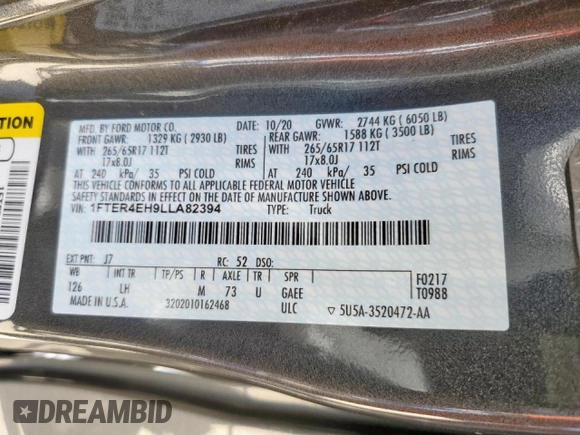 MFD. BY FORD MOTOR CO. DATE: 10/20 GVWR: 2744 KG ( 6050 LB)
FRONT GAWR: 1329 KG ( 2930 LB) REAR GAWR: 1588 KG ( 3500 LB)
WITH 265/65R17 112T TIRES WITH 265/65R17 112T TIRES
17x8.0J RIMS 17x8.0J RIMS
AT 240 kPa/ 35 PSI COLD AT 240 kPa/ 35 PSI COLD
THIS VEHICLE CONFORMS TO ALL APPLICABLE FEDERAL MOTOR VEHICLE
SAFETY STANDARDS IN EFFECT ON THE DATE OF MANUFACTURE SHOWN ABOVE.
VIN: 1FTER4EH9LLA82394 TYPE: Truck
EXT PNT: J7 RC: 52 DSO:
WB INT TR TP/PS R AXLE TR SPR F0217
126 LH M 73 U GAEE T0988
MADE IN U.S.A. 3202010162468 ULC 5U5A-3520472-AA
DREAMBID